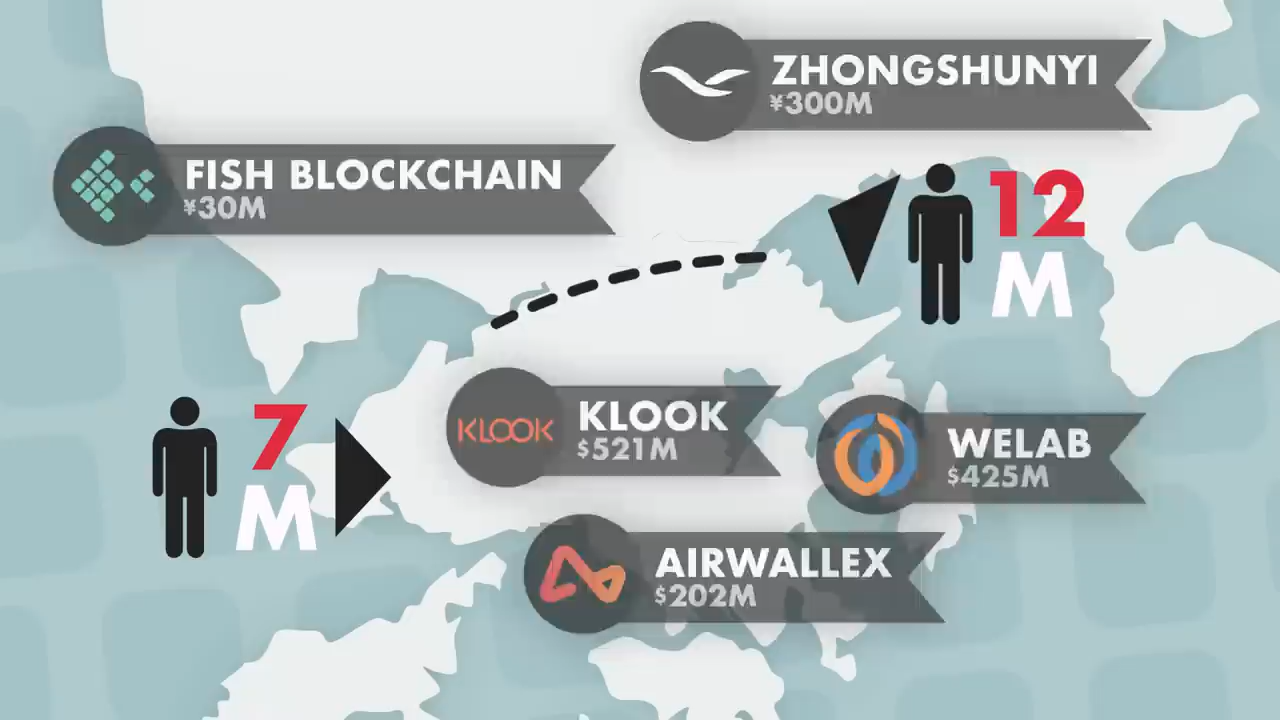 ZHONGSHUNYI
¥300M
FISH BLOCKCHAIN
¥30M
12
M
7
M
KLOOK
KLOOK
$521M
WELAB
$425M
AIRWALLEX
$202M